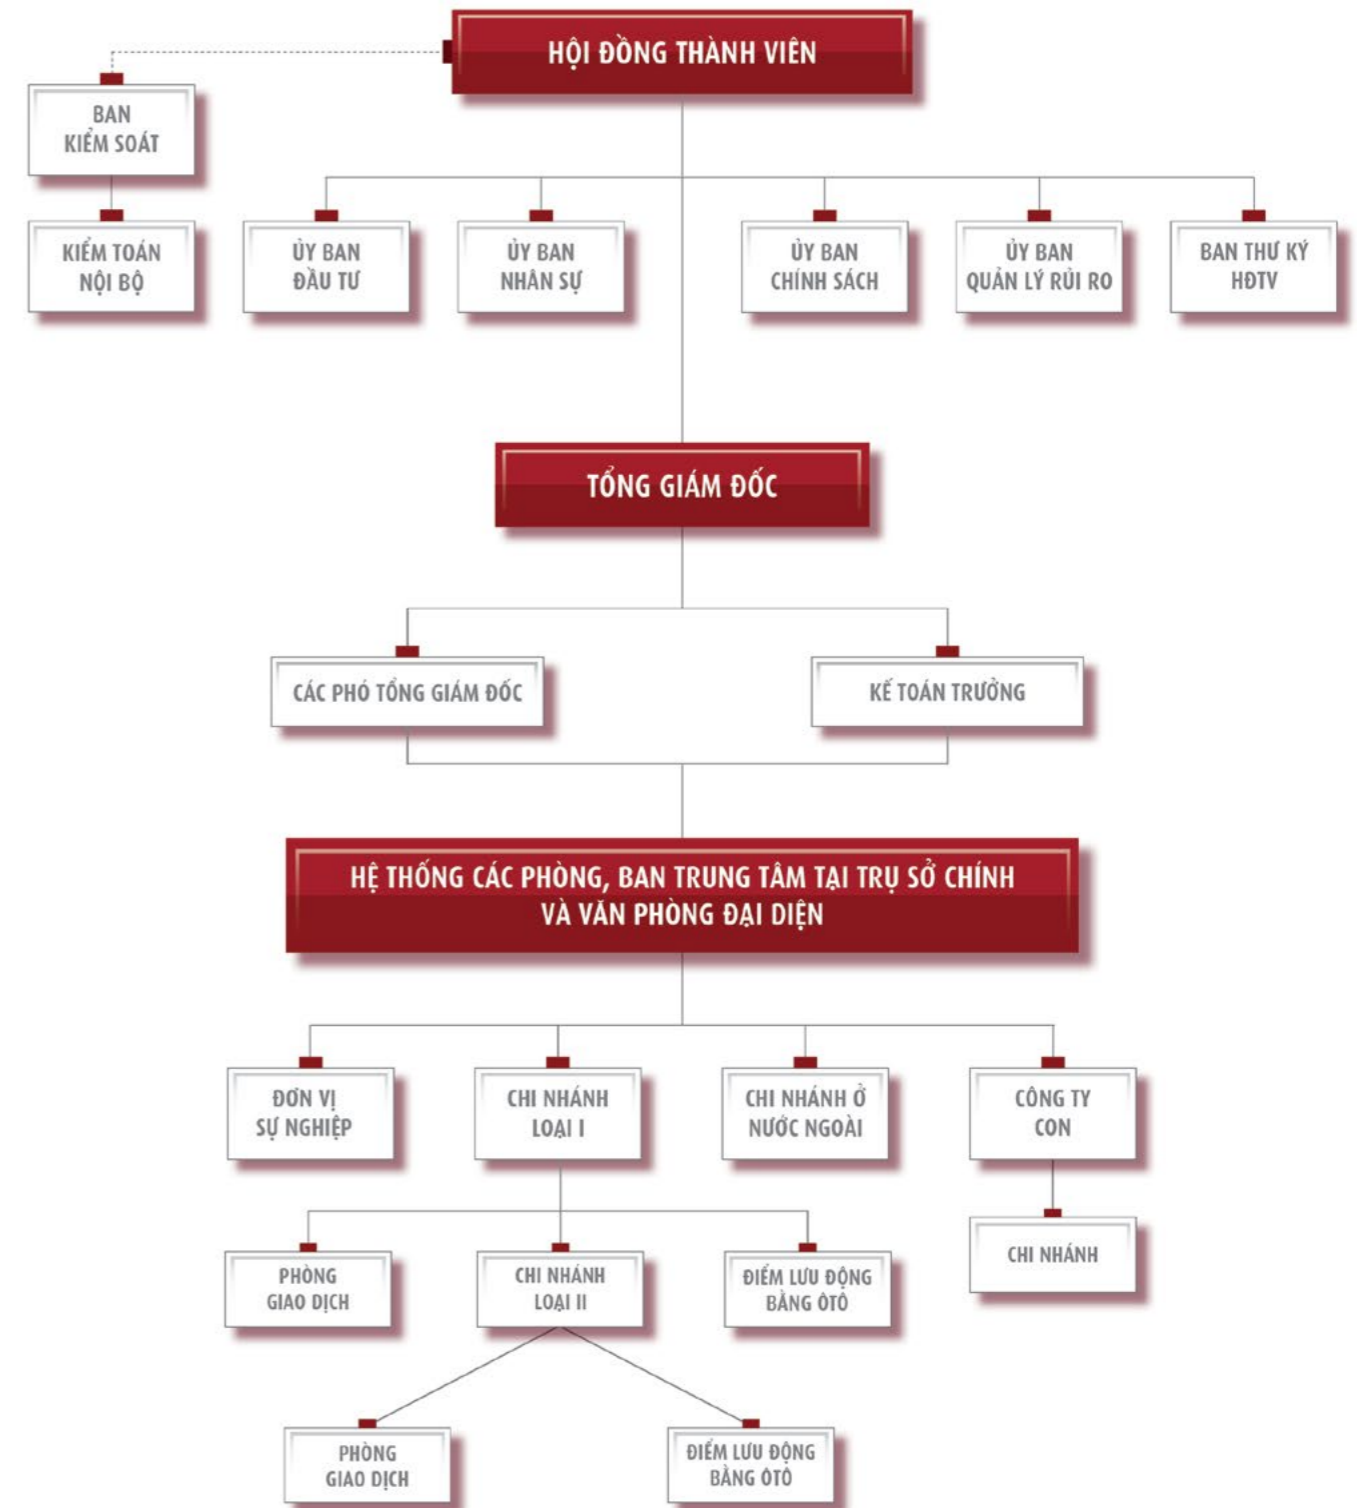 HỘI ĐỒNG THÀNH VIÊN
BAN
KIỂM SOÁT
KIỂM TOÁN
NỘI BỘ
ỦY BAN
ĐẦU TƯ
ỦY BAN
NHÂN SỰ
ỦY BAN
CHÍNH SÁCH
ỦY BAN
QUẢN LÝ RỦI RO
BAN THƯ KÝ
HĐTV
TỔNG GIÁM ĐỐC
CÁC PHÓ TỔNG GIÁM ĐỐC
KẾ TOÁN TRƯỞNG
HỆ THỐNG CÁC PHÒNG, BAN TRUNG TÂM TẠI TRỤ SỞ CHÍNH
VÀ VĂN PHÒNG ĐẠI DIỆN
ĐƠN VỊ
SỰ NGHIỆP
CHI NHÁNH
LOẠI I
CHI NHÁNH Ở
NƯỚC NGOÀI
CÔNG TY
CON
PHÒNG
GIAO DỊCH
CHI NHÁNH
LOẠI II
ĐIỂM LƯU ĐỘNG
BẰNG ÔTÔ
CHI NHÁNH
PHÒNG
GIAO DỊCH
ĐIỂM LƯU ĐỘNG
BẰNG ÔTÔ